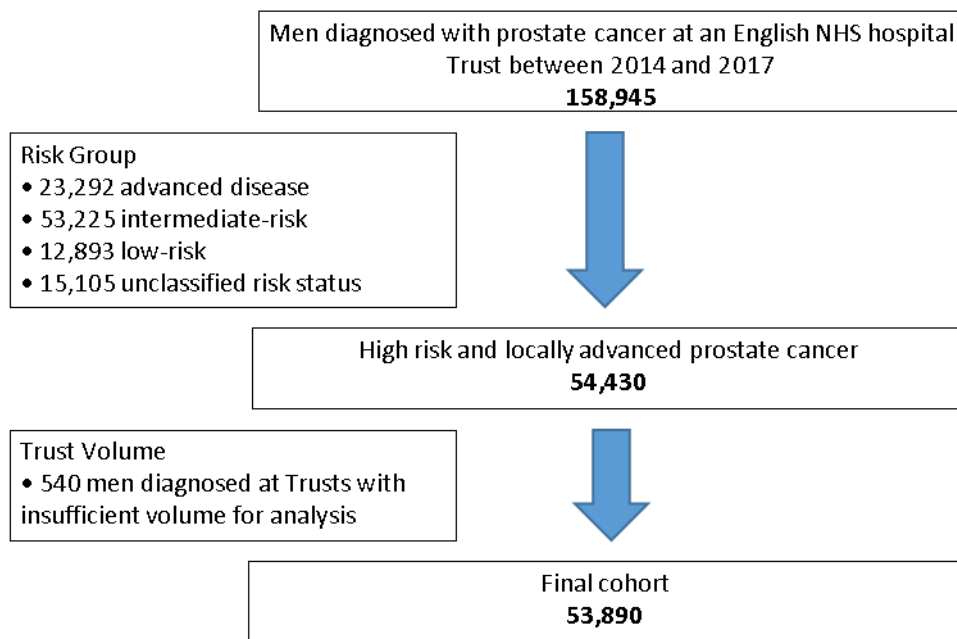 Men diagnosed with prostate cancer at an English NHS hospital
Trust between 2014 and 2017
158,945
Risk Group
• 23,292 advanced disease
• 53,225 intermediate-risk
• 12,893 low-risk
• 15,105 unclassified risk status
High risk and locally advanced prostate cancer
54,430
Trust Volume
• 540 men diagnosed at Trusts with
insufficient volume for analysis
Final cohort
53,890